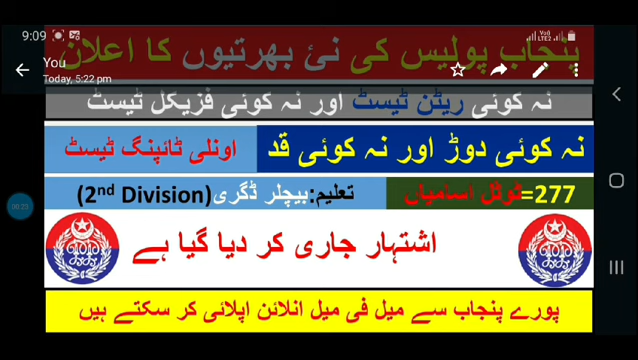 9:09
You
Today, 5:22 pm
پنجاب پولیس کی نئ بھرتیوں کا اعلان
نہ کوئی ریٹن ٹیسٹ اور نہ کوئی فزیکل ٹیسٹ
نہ کوئی دوڑ اور نہ کوئی قد
اونلی ٹائپنگ ٹیسٹ
277=ٹوٹل اسامیاں
تعلیم:بیچلر ڈگری(2nd Division)
00:22
اشتہار جاری کر دیا گیا ہے
پورے پنجاب سے میل فی میل انلائن اپلائی کر سکتے ہیں